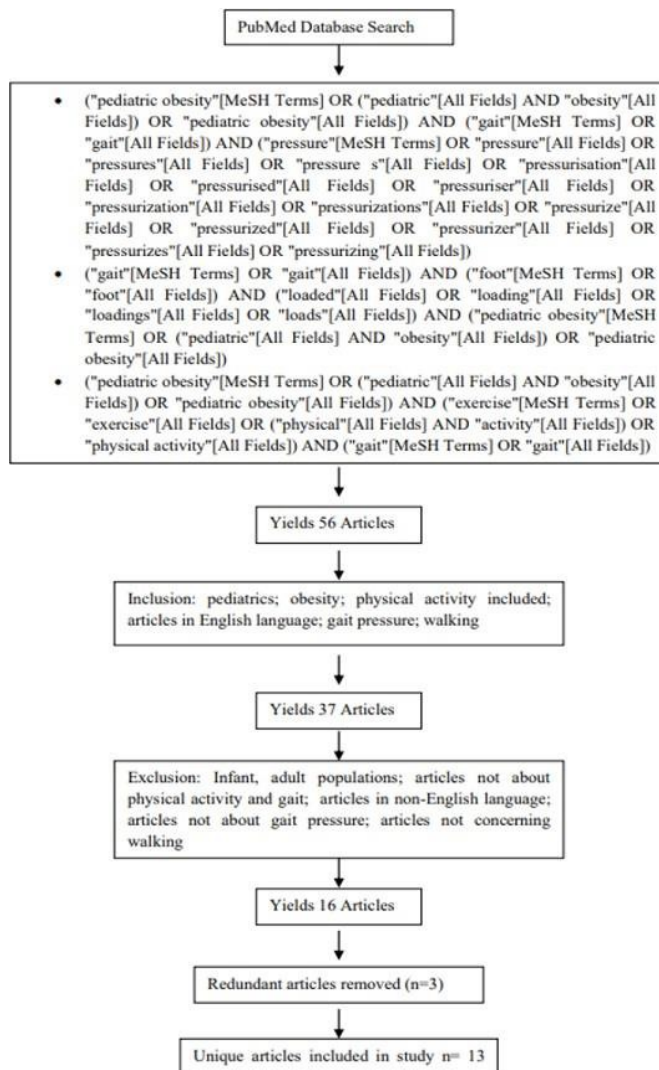 PubMed Database Search
• ("pediatric obesity"[MeSH Terms] OR ("pediatric"[All Fields] AND "obesity"[All
Fields]) OR "pediatric obesity"[All Fields]) AND ("gait"[MeSH Terms] OR
"gait"[All Fields]) AND ("pressure"[MeSH Terms] OR "pressure"[All Fields] OR
"pressures"[All Fields] OR "pressure s"[All Fields] OR "pressurisation"[All
Fields] OR "pressurised"[All Fields] OR "pressuriser"[All Fields] OR
"pressurization"[All Fields] OR "pressurizations"[All Fields] OR "pressurize"[All
Fields] OR "pressurized"[All Fields] OR "pressurizer"[All Fields] OR
"pressurizes"[All Fields] OR "pressurizing"[All Fields])
• ("gait"[MeSH Terms] OR "gait"[All Fields]) AND ("foot"[MeSH Terms] OR
"foot"[All Fields]) AND ("loaded"[All Fields] OR "loading"[All Fields] OR
"loadings"[All Fields] OR "loads"[All Fields]) AND ("pediatric obesity"[MeSH
Terms] OR ("pediatric"[All Fields] AND "obesity"[All Fields]) OR "pediatric
obesity"[All Fields])
• ("pediatric obesity"[MeSH Terms] OR ("pediatric"[All Fields] AND "obesity"[All
Fields]) OR "pediatric obesity"[All Fields]) AND ("exercise"[MeSH Terms] OR
"exercise"[All Fields] OR ("physical"[All Fields] AND "activity"[All Fields]) OR
"physical activity"[All Fields]) AND ("gait"[MeSH Terms] OR "gait"[All Fields])
Yields 56 Articles
Inclusion: pediatrics; obesity; physical activity included;
articles in English language; gait pressure; walking
Yields 37 Articles
Exclusion: Infant, adult populations; articles not about
physical activity and gait; articles in non-English language;
articles not about gait pressure; articles not concerning
walking
Yields 16 Articles
Redundant articles removed (n=3)
Unique articles included in study n= 13